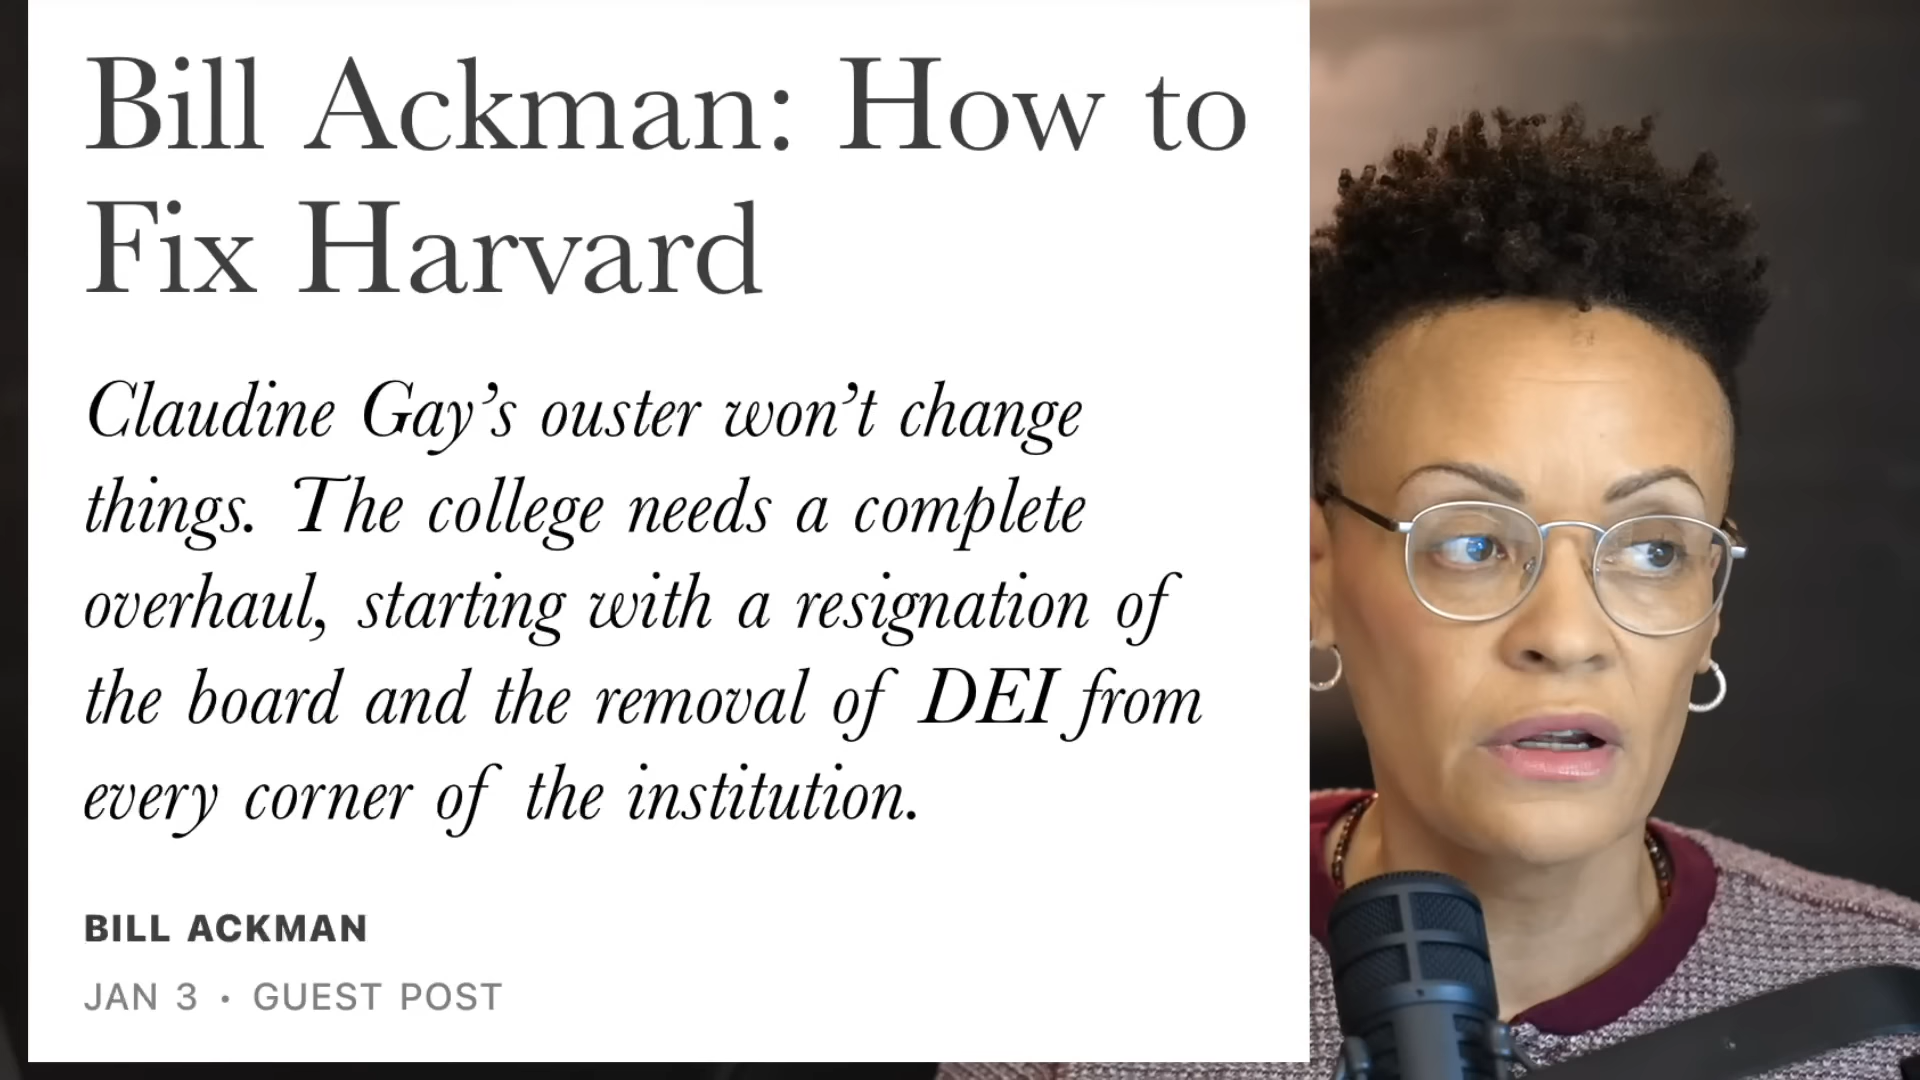 Bill Ackman: How to
Fix Harvard
Claudine Gay’s ouster won’t change
things. The college needs a complete
overhaul, starting with a resignation of
the board and the removal of DEI from
every corner of the institution.
BILL ACKMAN
JAN 3 • GUEST POST